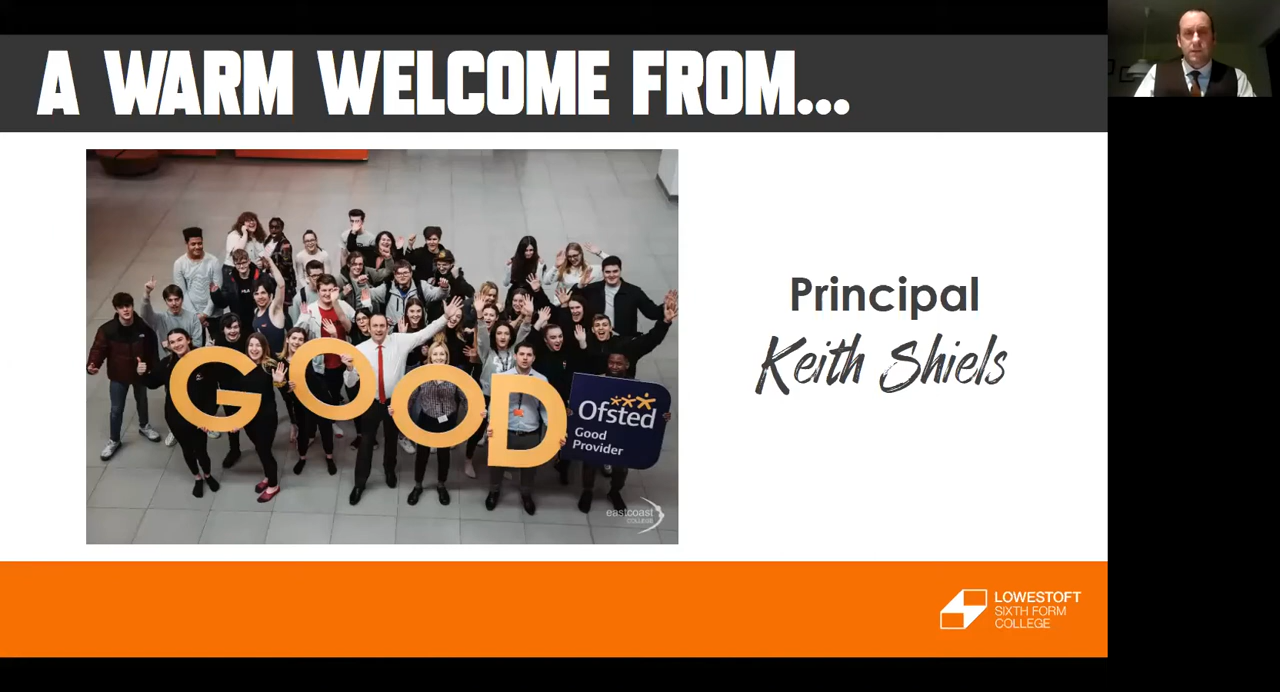 A WARM WELCOME FROM...
GOOD
Ofsted
Good
Provider
eastcoast
COLLEGE
Principal
Keith Shiels
LOWESTOFT
SIXTH FORM
COLLEGE